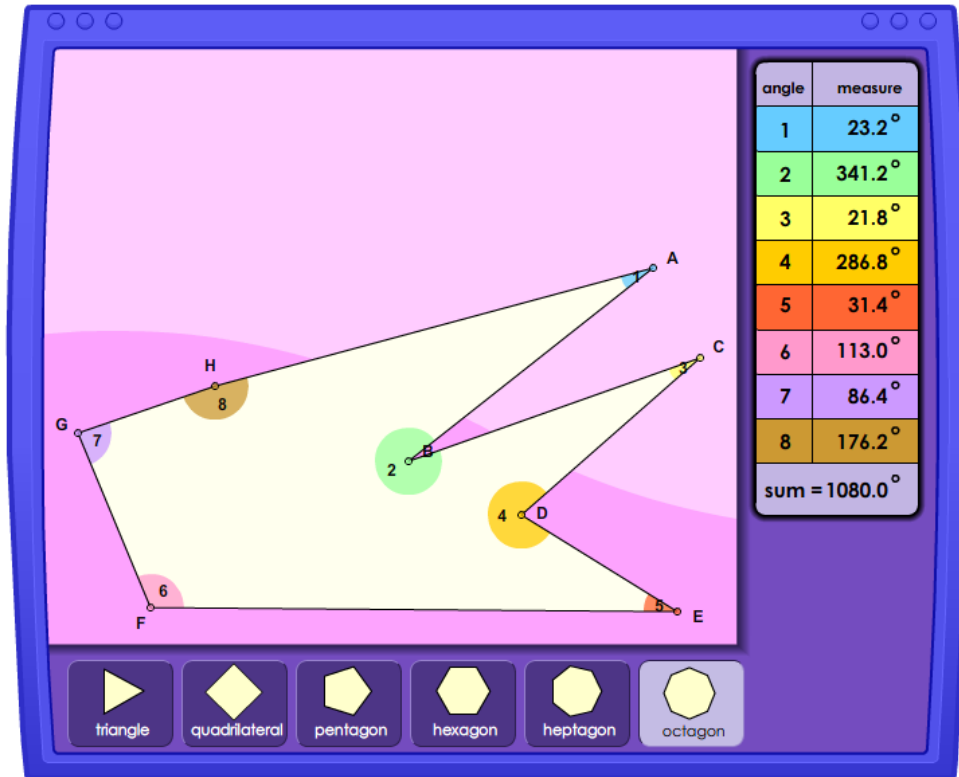 angle measure
1 23.2°
2 341.2°
3 21.8°
4 286.8°
5 31.4°
6 113.0°
7 86.4°
8 176.2°
sum = 1080.0°
A
1
C
3
H
8
G
7
B
2
4
D
6
5
E
F
triangle
quadrilateral
pentagon
hexagon
heptagon
octagon